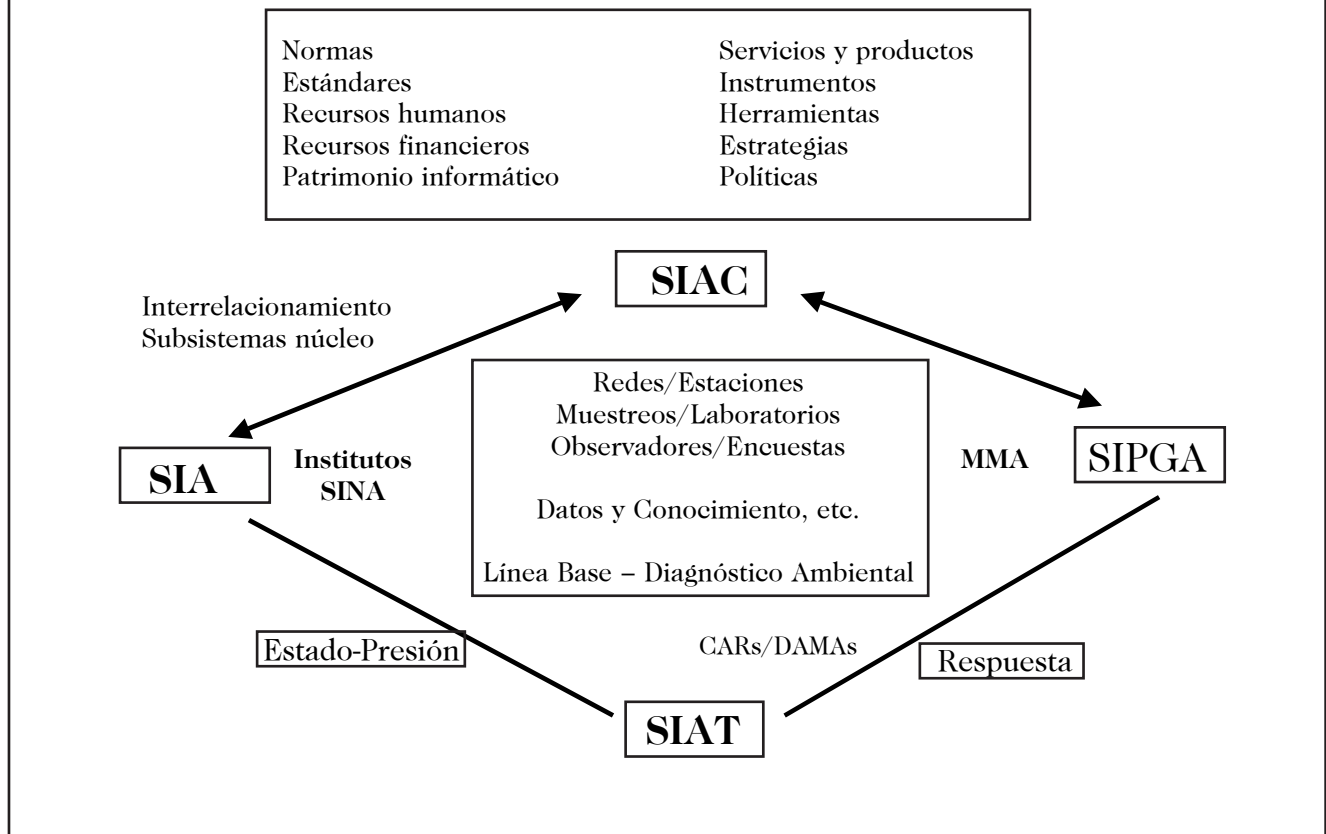 Normas
Estándares
Recursos humanos
Recursos financieros
Patrimonio informático
Servicios y productos
Instrumentos
Herramientas
Estrategias
Políticas
SIAC
Interrelacionamiento
Subsistemas núcleo
Redes/Estaciones
Muestreos/Laboratorios
Observadores/Encuestas
Datos y Conocimiento, etc.
Línea Base – Diagnóstico Ambiental
SIA
Institutos
SINA
MMA
SIPGA
Estado-Presión
CARs/DAMAs
Respuesta
SIAT